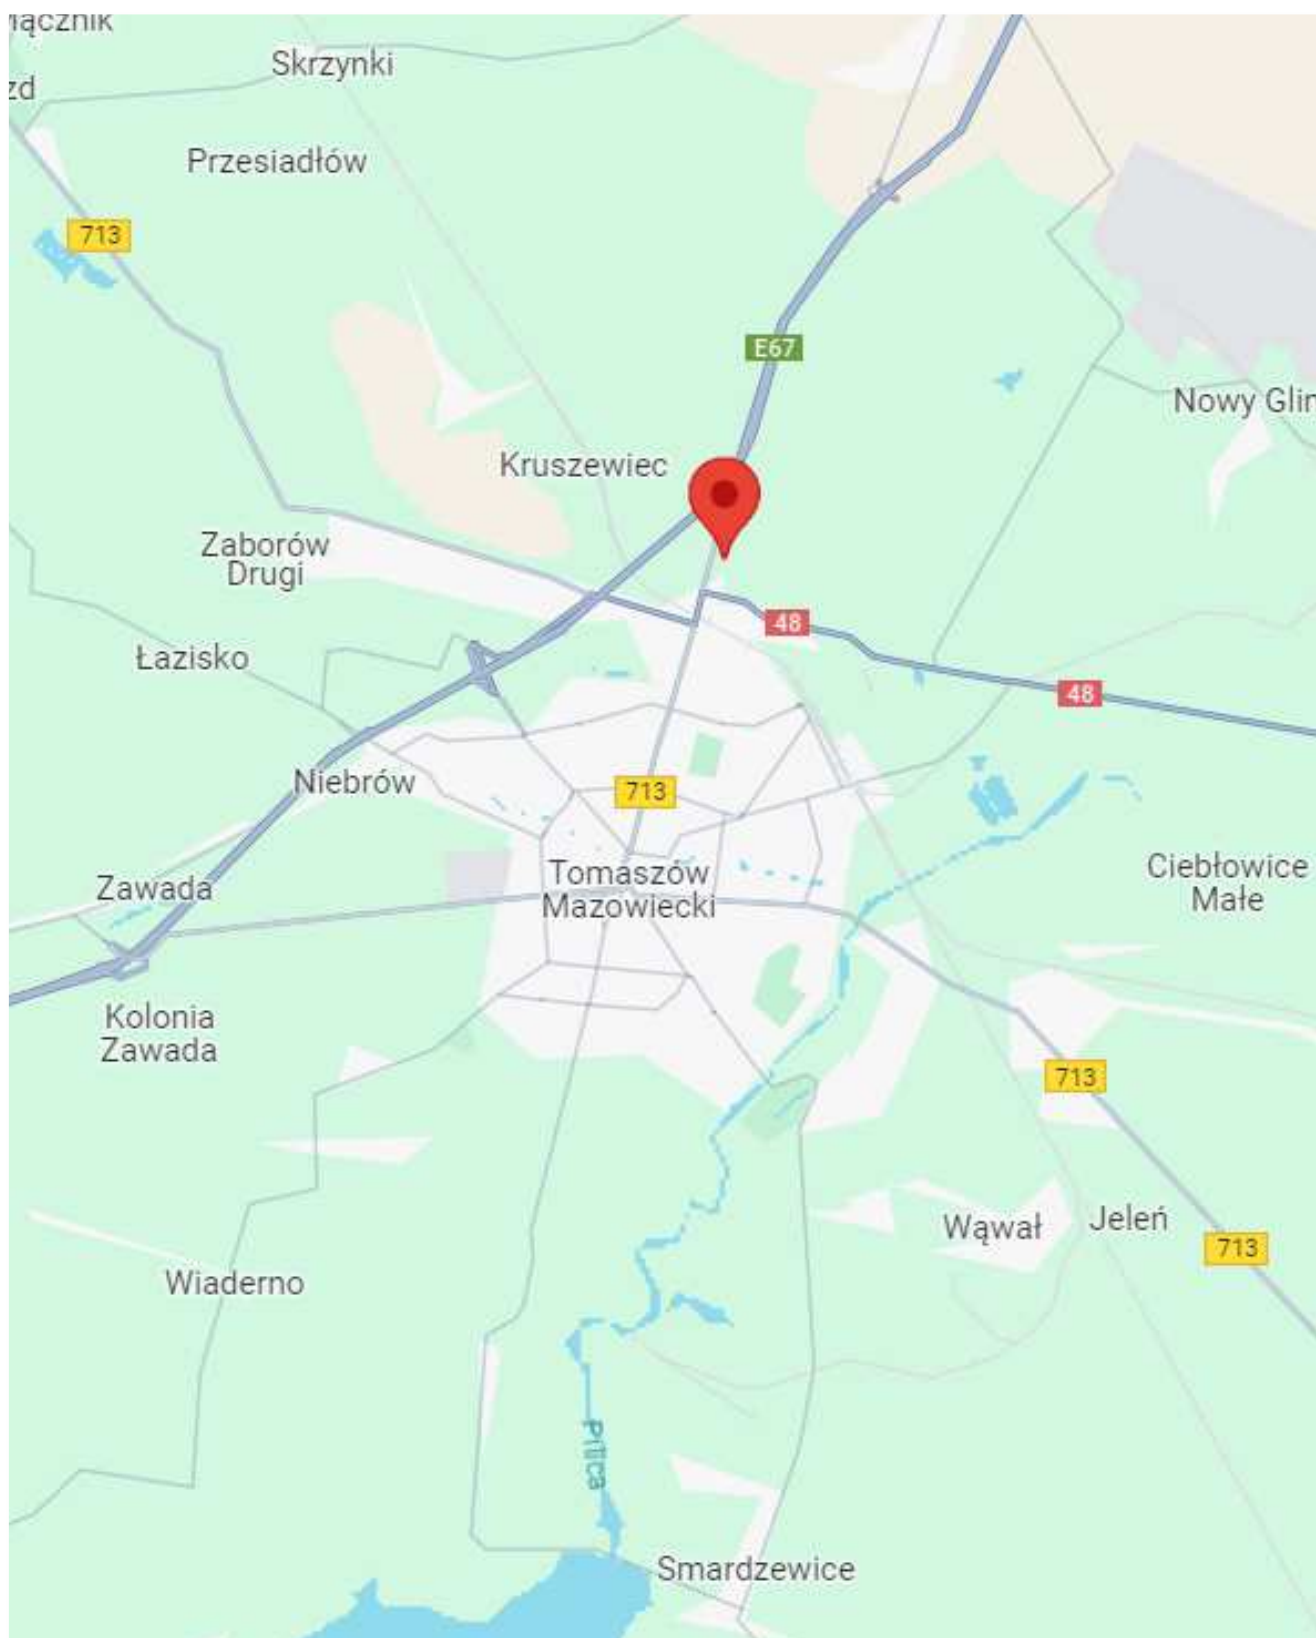 Skrzynki
zd
Przesiadłów
713
E67
Nowy Glin
Kruszewiec
Zaborów
Drugi
48
Łazisko
48
Niebrów
713
Tomaszów
Mazowiecki
Zawada
Ciebłowice
Małe
Kolonia
Zawada
713
Wąwał
Jeleń
713
Wiaderno
Pilica
Smardzewice